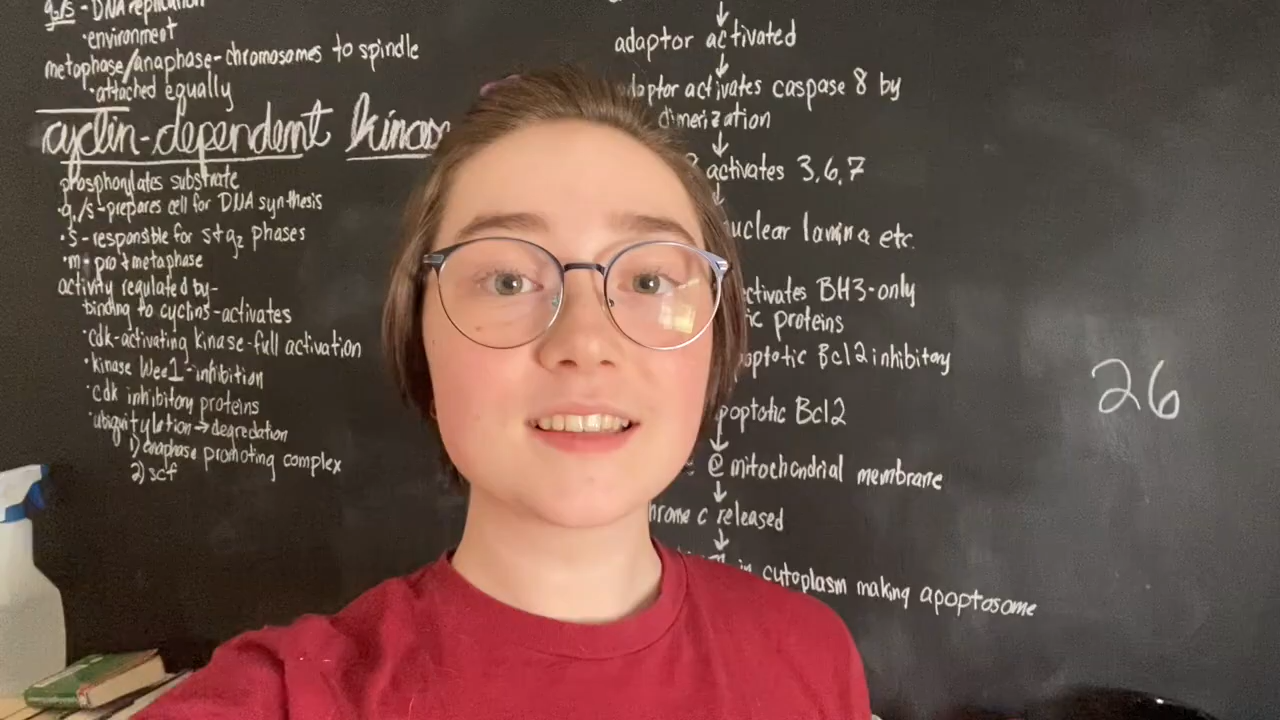 g₁/s - DNA replication
•environment
metaphase/anaphase - chromosomes to spindle
•attached equally
cyclin-dependent kinas
phosphorylates substrate
•g₁/s - prepares cell for DNA synthesis
•s - responsible for s + g₂ phases
•m - pro + metaphase
activity regulated by -
binding to cyclins - activates
•cdk-activating kinase - full activation
•kinase Wee1 - inhibition
•cdk inhibitory proteins
•ubiquitylation → degredation
1) anaphase promoting complex
2) scf
↓
adaptor activated
↓
adaptor activates caspase 8 by
dimerization
↓
activates 3,6,7
↓
nuclear lamina etc.
activates BH3-only
proteins
Bcl2 inhibitory
Bcl2
↓
@ mitochondrial membrane
↓
c released
↓
in cytoplasm making apoptosome
26